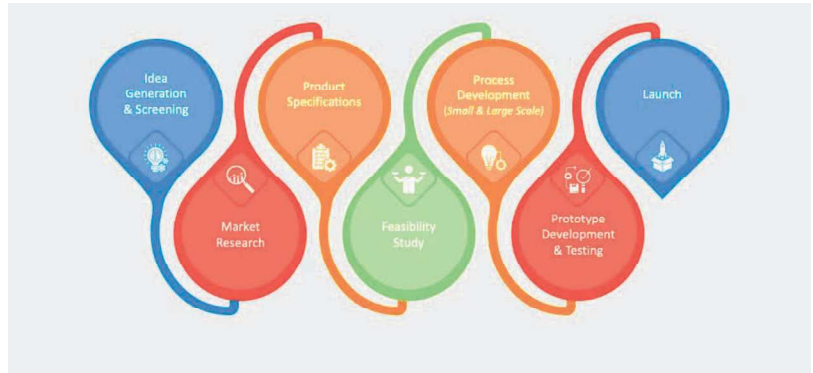 Idea
Generation
& Screening
Market
Research
Product
Specifications
Feasibility
Study
Process
Development
(Small & Large Scale)
Prototype
Development
& Testing
Launch